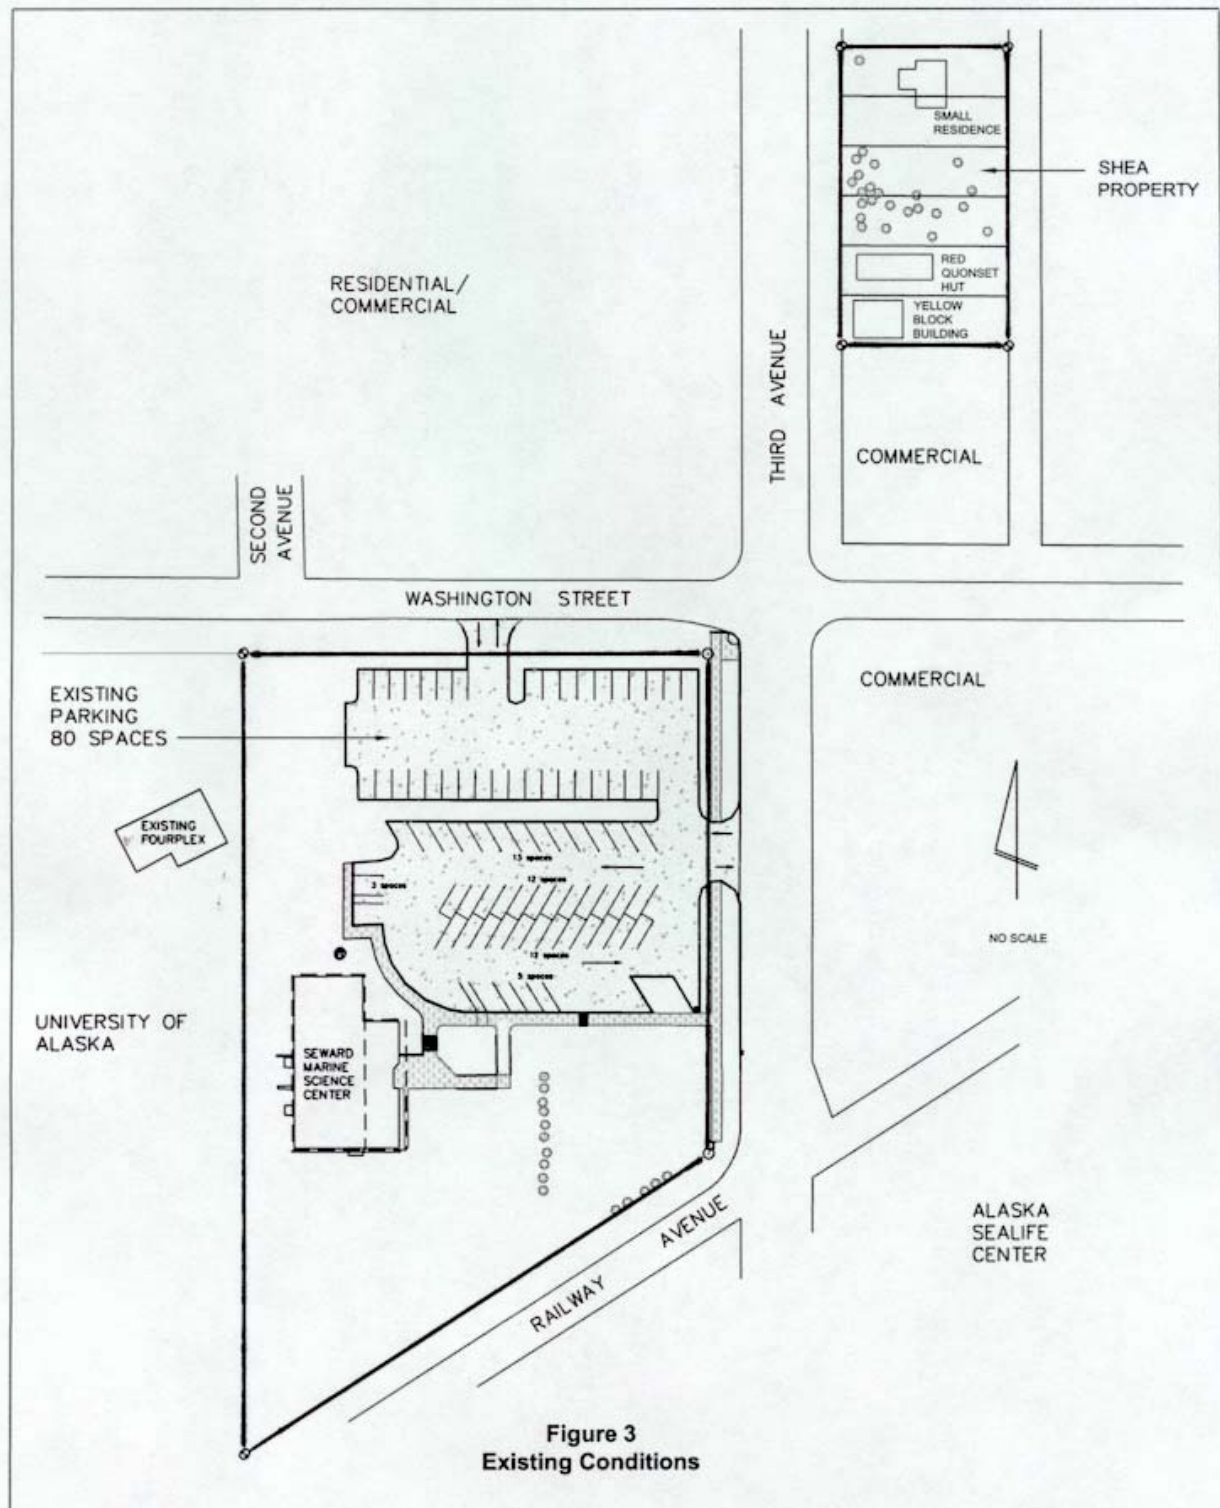 SMALL
RESIDENCE
SHEA
PROPERTY
RED
QUONSET
HUT
YELLOW
BLOCK
BUILDING
RESIDENTIAL/
COMMERCIAL
THIRD AVENUE
COMMERCIAL
SECOND
AVENUE
WASHINGTON STREET
EXISTING
PARKING
80 SPACES
COMMERCIAL
EXISTING
FOURPLEX
13 spaces
3 spaces
12 spaces
12 spaces
5 spaces
NO SCALE
UNIVERSITY OF
ALASKA
SEWARD
MARINE
SCIENCE
CENTER
RAILWAY AVENUE
ALASKA
SEALIFE
CENTER
Figure 3
Existing Conditions